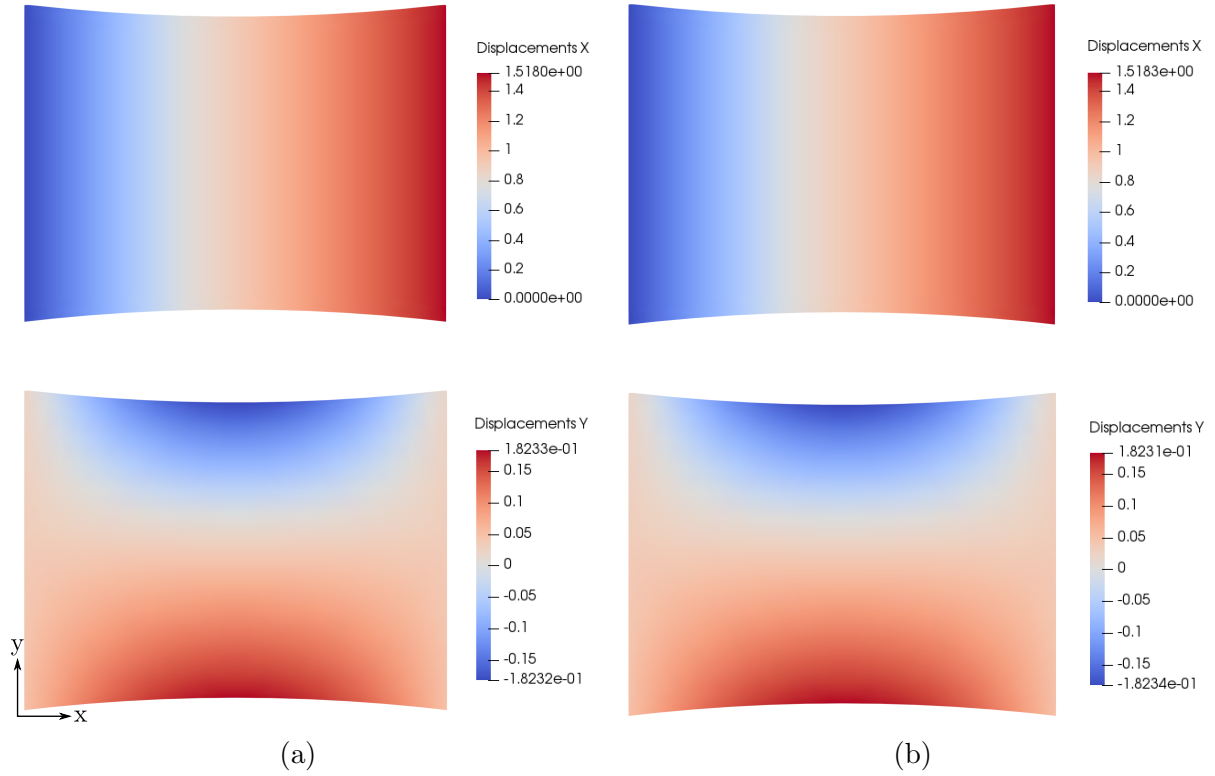 Displacements X
1.5180e+00
1.4
1.2
1
0.8
0.6
0.4
0.2
0.0000e+00
Displacements X
1.5183e+00
1.4
1.2
1
0.8
0.6
0.4
0.2
0.0000e+00
Displacements Y
1.8233e-01
0.15
0.1
0.05
0
-0.05
-0.1
-0.15
-1.8232e-01
y
x
Displacements Y
1.8231e-01
0.15
0.1
0.05
0
-0.05
-0.1
-0.15
-1.8234e-01
(a)
(b)